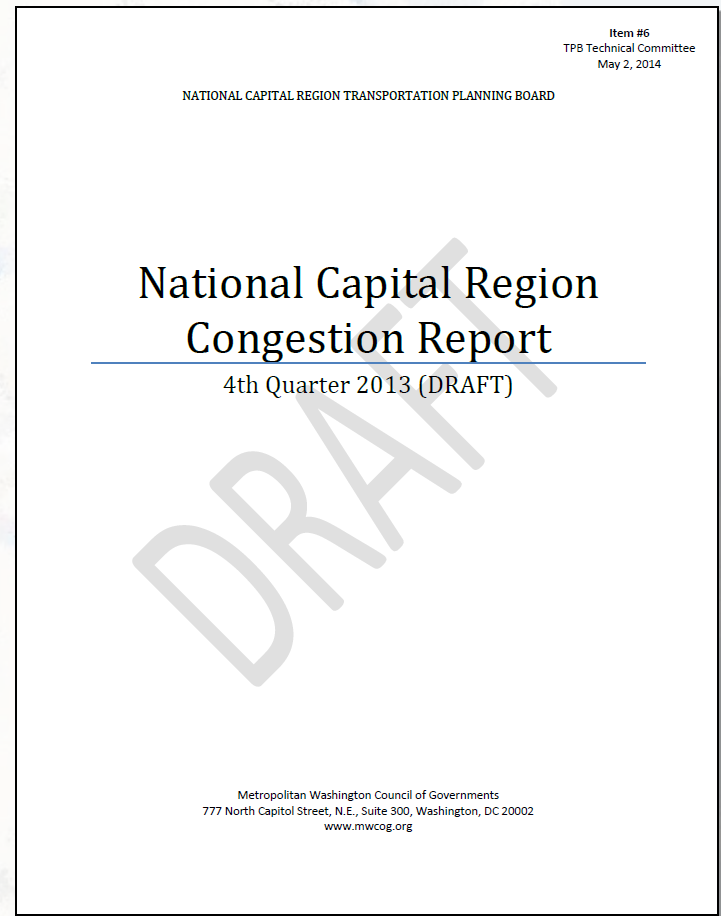 Item #6
TPB Technical Committee
May 2, 2014
NATIONAL CAPITAL REGION TRANSPORTATION PLANNING BOARD
National Capital Region
Congestion Report
4th Quarter 2013 (DRAFT)
DRAFT
Metropolitan Washington Council of Governments
777 North Capitol Street, N.E., Suite 300, Washington, DC 20002
www.mwcog.org